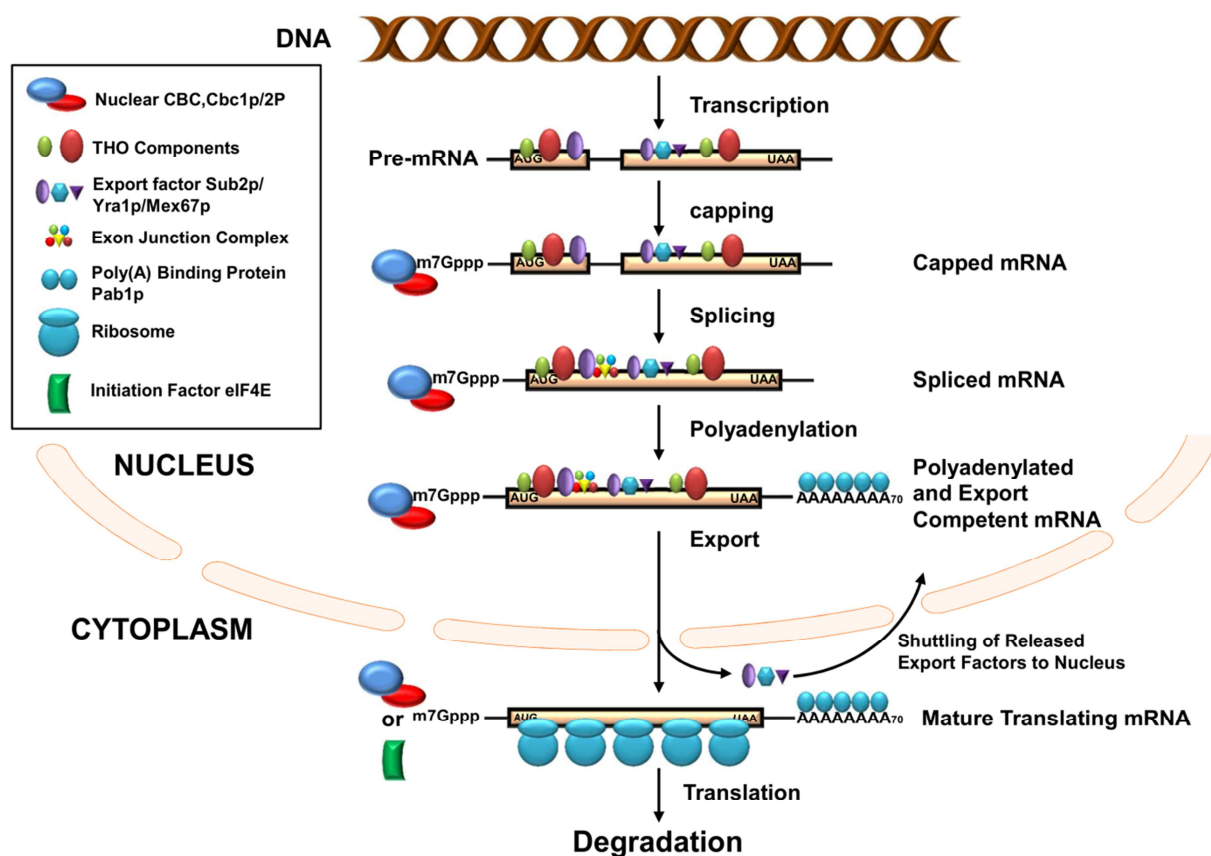 DNA
Nuclear CBC,Cbc1p/2P
THO Components
Export factor Sub2p/
Yra1p/Mex67p
Exon Junction Complex
Poly(A) Binding Protein
Pab1p
Ribosome
Initiation Factor eIF4E
Transcription
Pre-mRNA
AUG UAA
capping
m7Gppp AUG UAA
Capped mRNA
Splicing
m7Gppp AUG UAA
Spliced mRNA
Polyadenylation
NUCLEUS
m7Gppp AUG UAA AAAAAAAA70
Polyadenylated
and Export
Competent mRNA
Export
CYTOPLASM
Shuttling of Released
Export Factors to Nucleus
or m7Gppp AUG UAA AAAAAAAA70
Mature Translating mRNA
Translation
Degradation